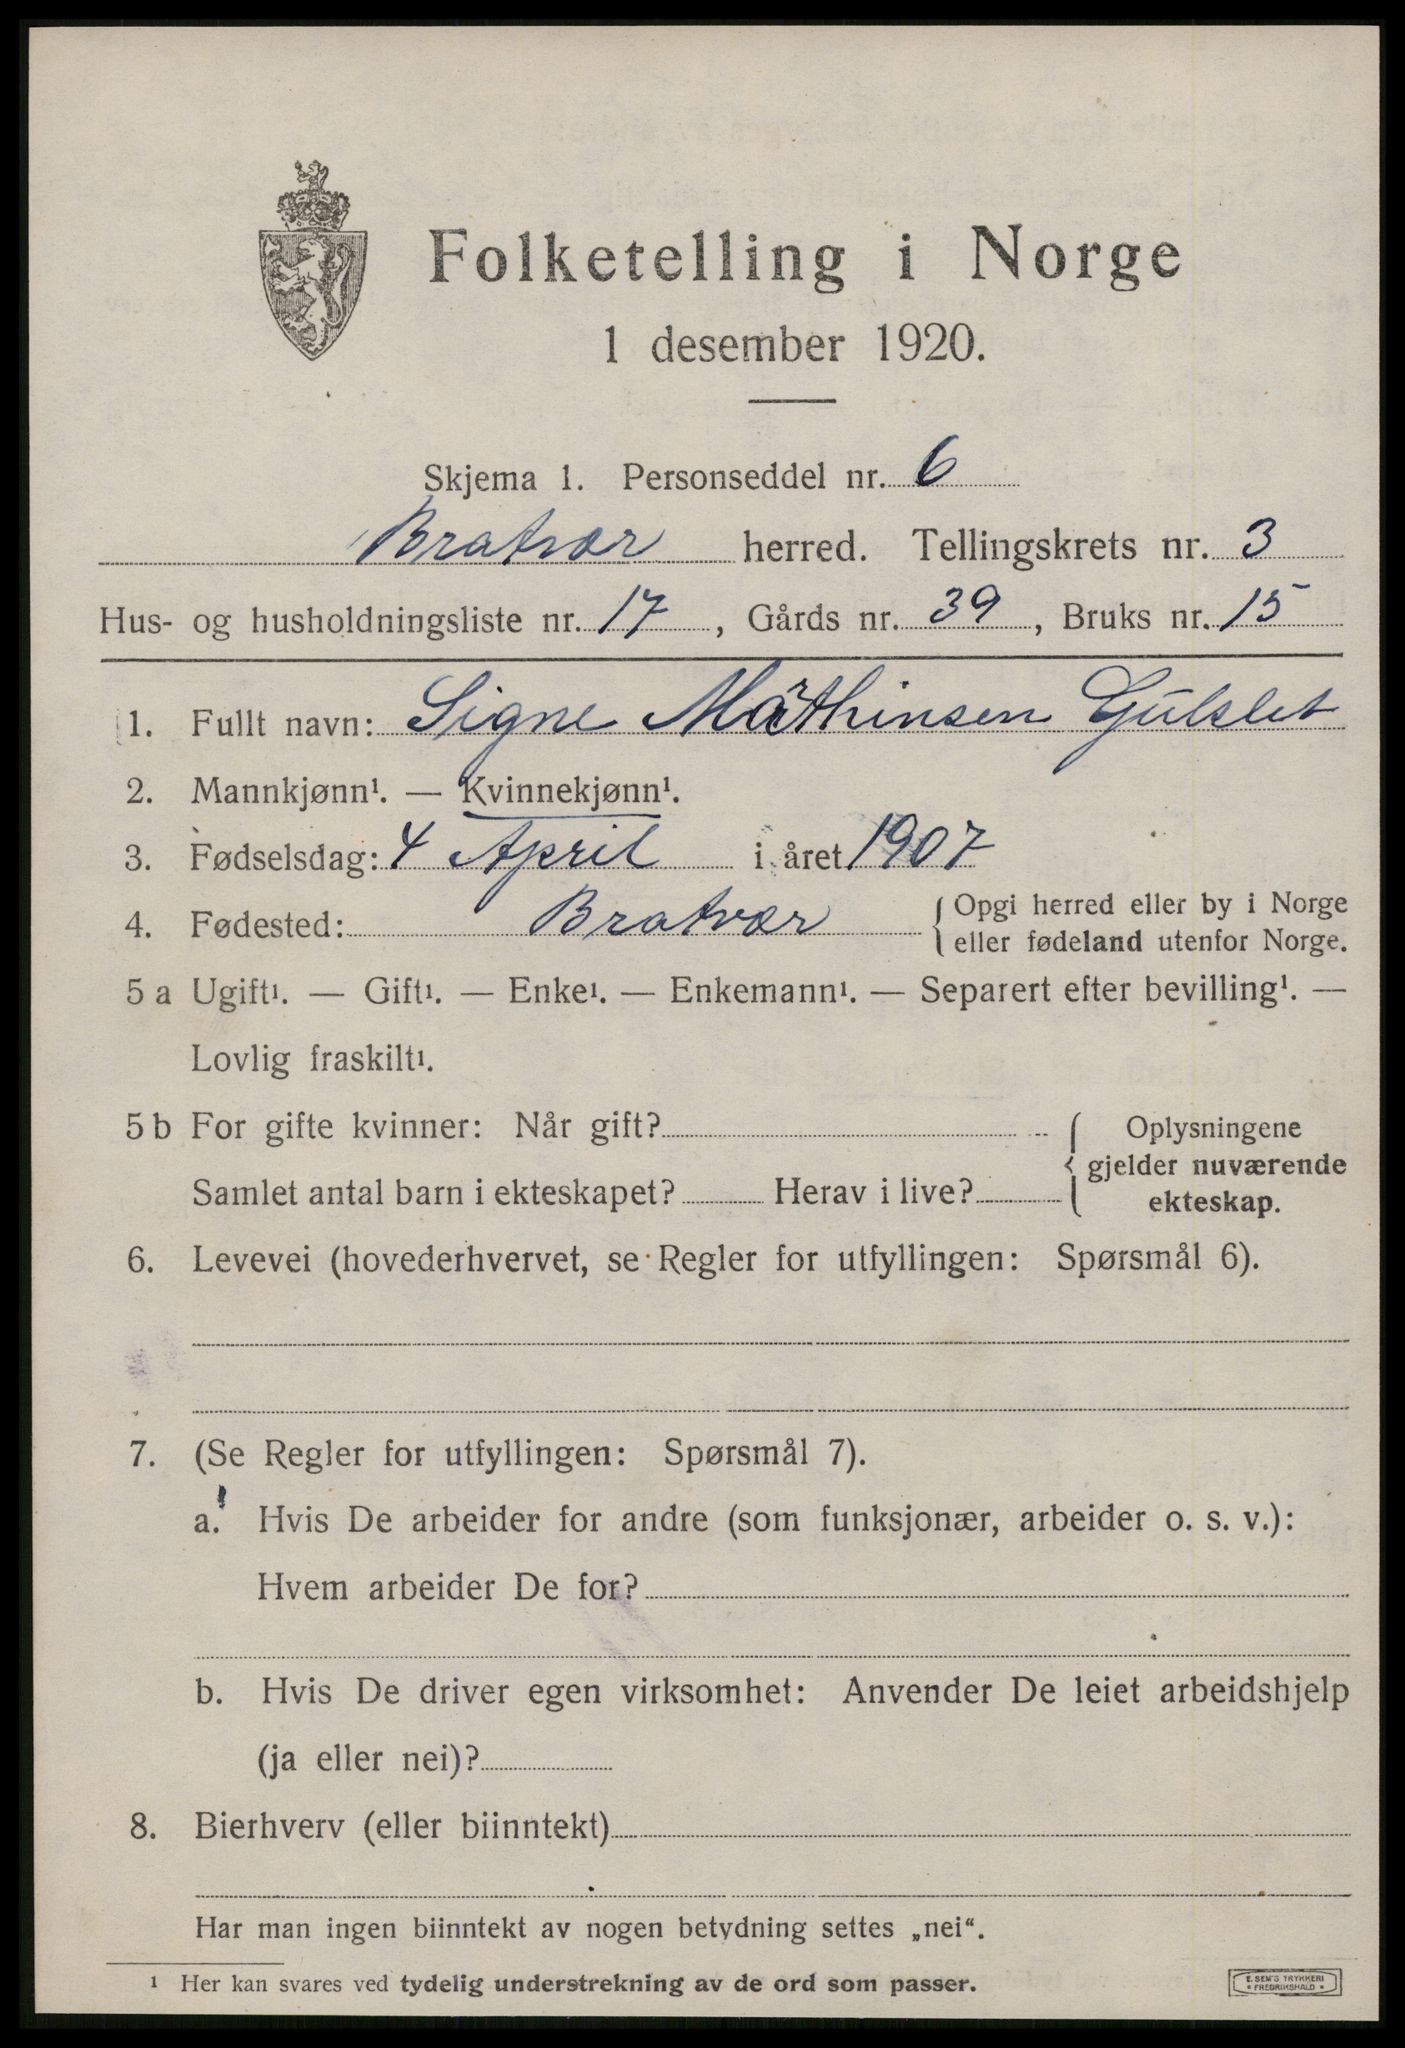 Folketelling i Norge
1 desember 1920.
Skjema 1. Personseddel nr. 6
Bratvær herred. Tellingskrets nr. 3
Hus- og husholdningsliste nr. 17, Gårds nr. 39, Bruks nr. 15
1. Fullt navn: Signe Marthinsen Gulslet
2. Mannkjønn¹. — Kvinnekjønn¹.
3. Fødselsdag: 4 April i året 1907
4. Fødested: Bratvær { Opgi herred eller by i Norge
eller fødeland utenfor Norge.
5 a Ugift¹. — Gift¹. — Enke¹. — Enkemann¹. — Separert efter bevilling¹. —
Lovlig fraskilt¹.
5 b For gifte kvinner: Når gift? { Oplysningene
gjelder nuværende
Samlet antal barn i ekteskapet? Herav i live? ekteskap.
6. Levevei (hovederhvervet, se Regler for utfyllingen: Spørsmål 6).
7. (Se Regler for utfyllingen: Spørsmål 7).
a. Hvis De arbeider for andre (som funksjonær, arbeider o. s. v.):
Hvem arbeider De for?
b. Hvis De driver egen virksomhet: Anvender De leiet arbeidshjelp
(ja eller nei)?
8. Bierhverv (eller biinntekt)
Har man ingen biinntekt av nogen betydning settes „nei“.
¹ Her kan svares ved tydelig understrekning av de ord som passer.
E. SEM'S TRYKKERI
* FREDRIKSHALD *